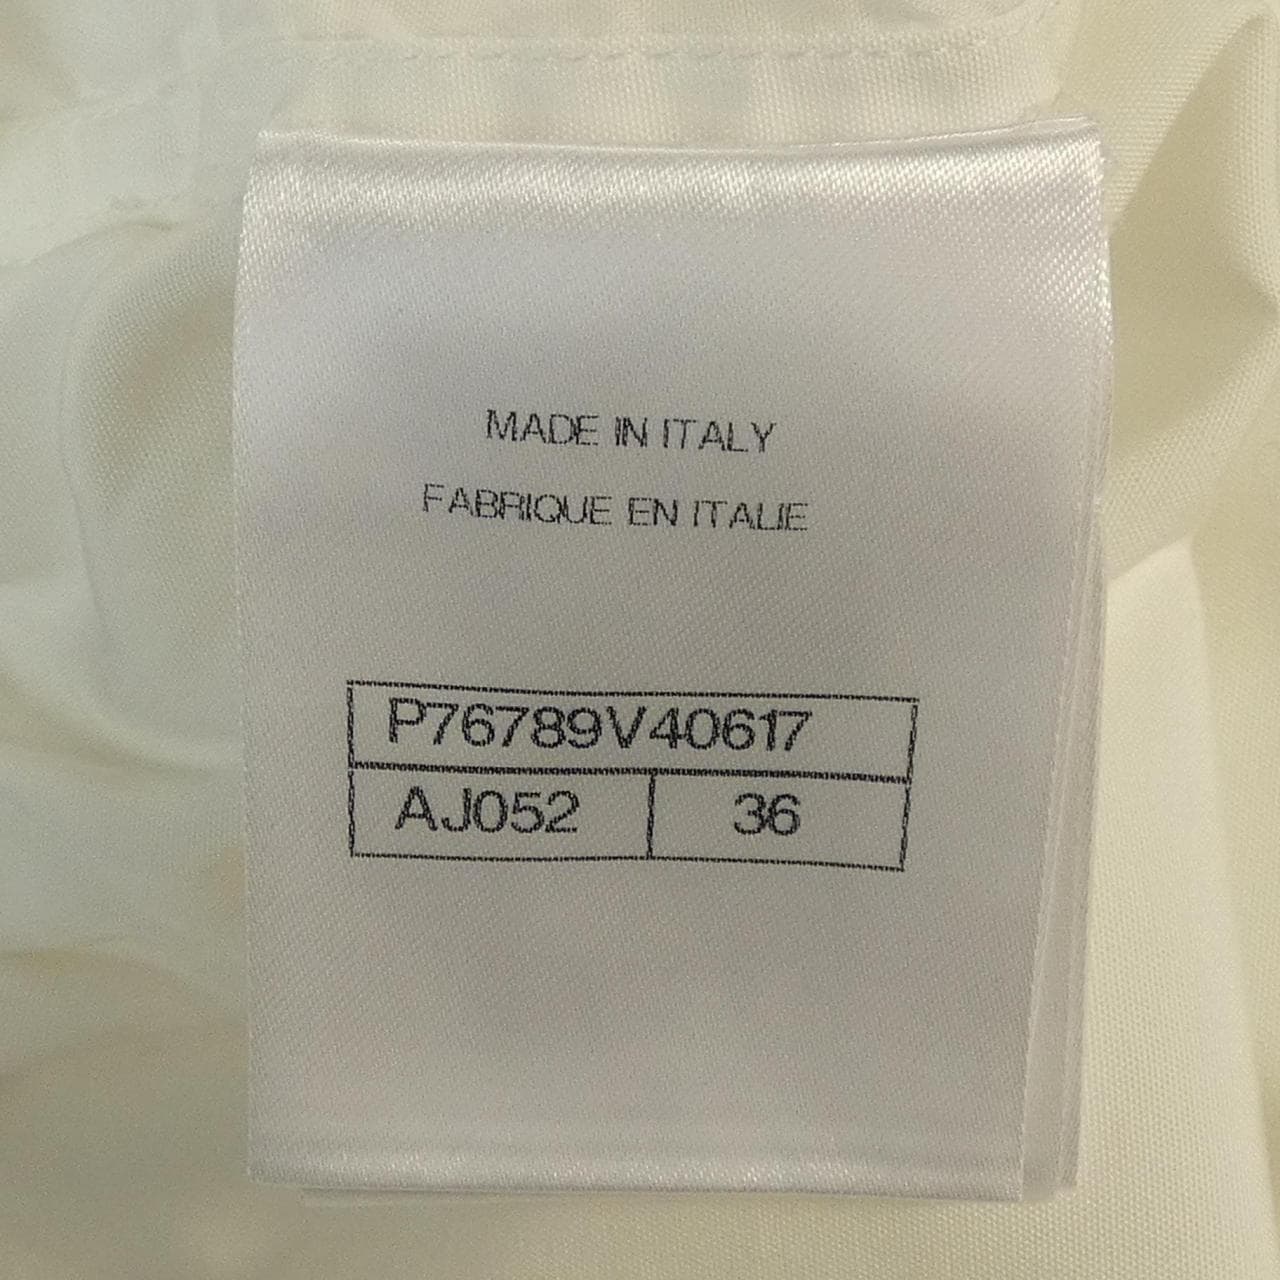 MADE IN ITALY
FABRIQUE EN ITALIE
P76789V40617
AJ052 36